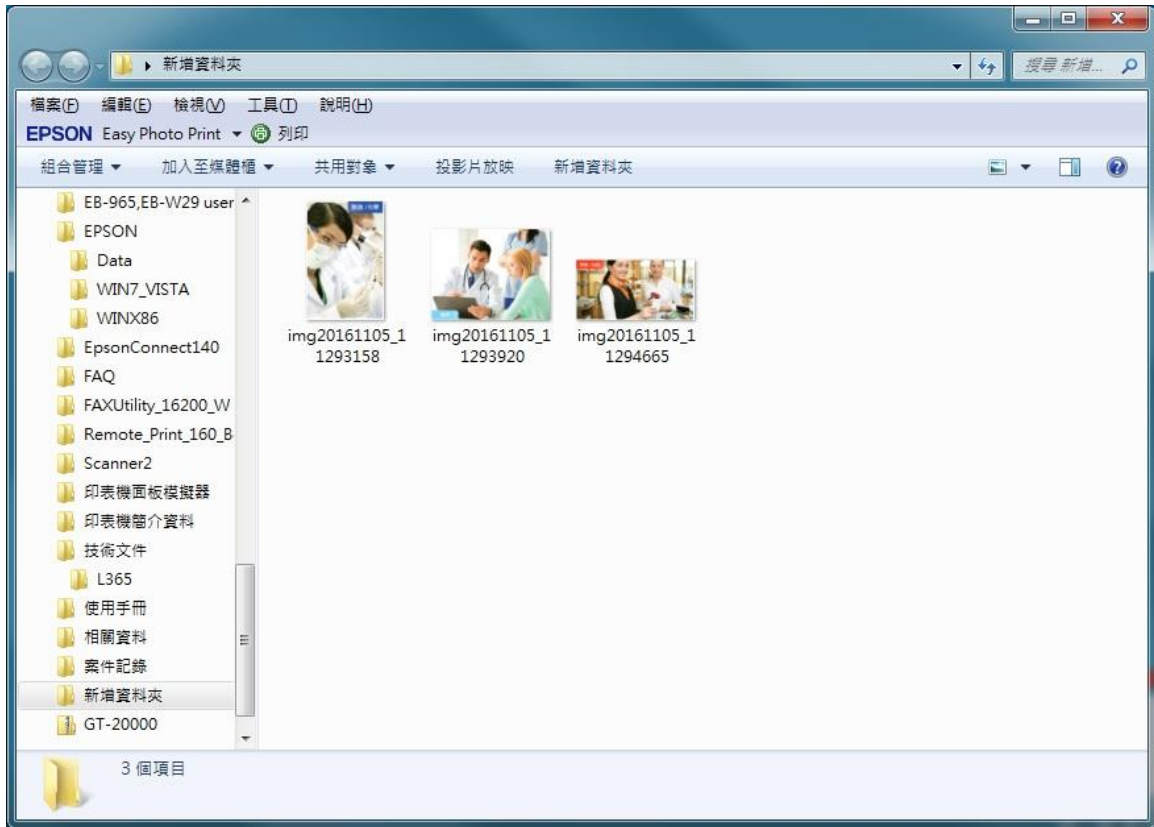 新增資料夾
搜尋 新增...
檔案(F) 編輯(E) 檢視(V) 工具(T) 說明(H)
EPSON Easy Photo Print 列印
組合管理 加入至媒體櫃 共用對象 投影片放映 新增資料夾
EB-965,EB-W29 user
EPSON
Data
WIN7_VISTA
WINX86
EpsonConnect140
FAQ
FAXUtility_16200_W
Remote_Print_160_B
Scanner2
印表機面板模擬器
印表機簡介資料
技術文件
L365
使用手冊
相關資料
案件記錄
新增資料夾
GT-20000
img20161105_1
1293158
img20161105_1
1293920
img20161105_1
1294665
3 個項目